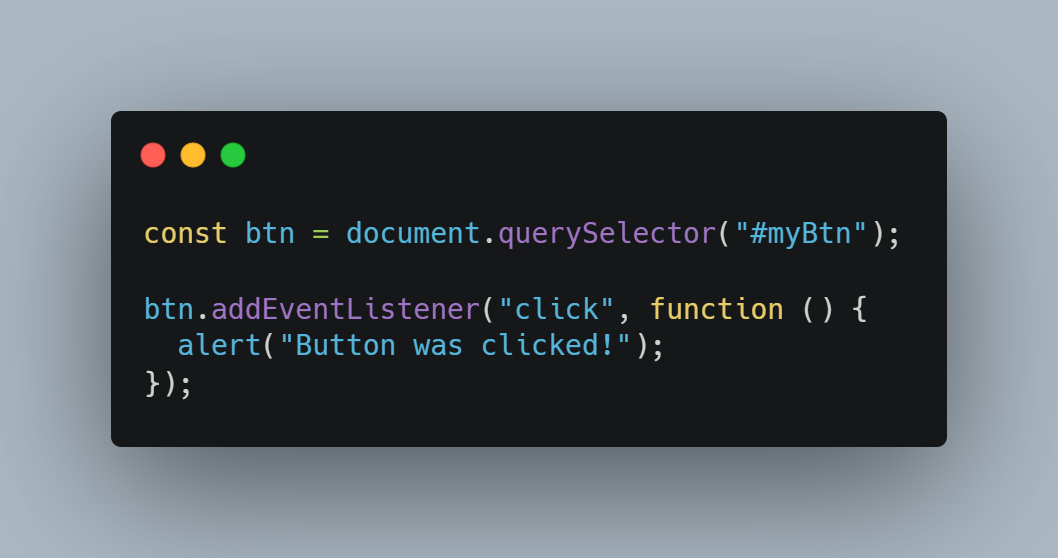 const btn = document.querySelector("#myBtn");

btn.addEventListener("click", function () {
  alert("Button was clicked!");
});